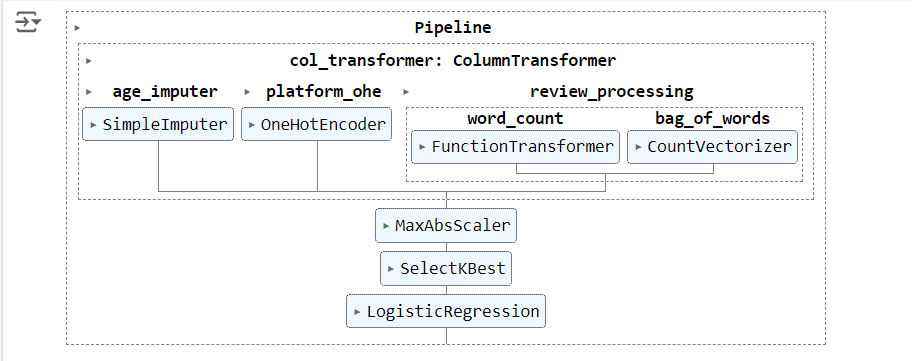 Pipeline
col_transformer: ColumnTransformer
age_imputer platform_ohe review_processing
word_count bag_of_words
SimpleImputer OneHotEncoder
FunctionTransformer CountVectorizer
MaxAbsScaler
SelectKBest
LogisticRegression